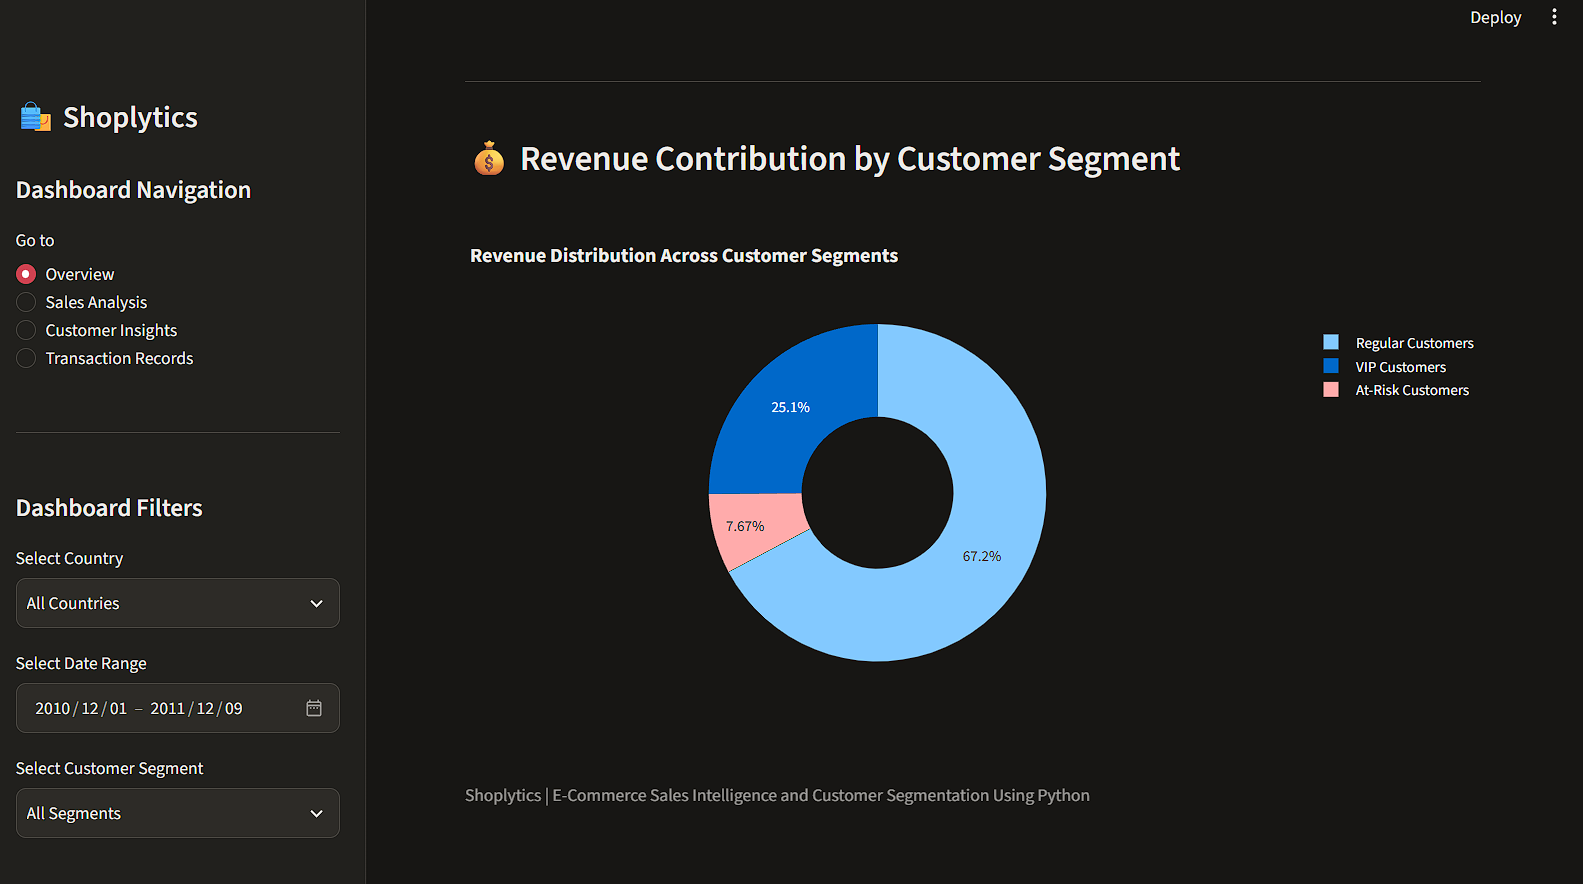 Deploy
Shoplytics
Dashboard Navigation
Go to
Overview
Sales Analysis
Customer Insights
Transaction Records
Dashboard Filters
Select Country
All Countries
Select Date Range
2010/12/01 – 2011/12/09
Select Customer Segment
All Segments
Revenue Contribution by Customer Segment
Revenue Distribution Across Customer Segments
Regular Customers
VIP Customers
At-Risk Customers
25.1%
7.67%
67.2%
Shoplytics | E-Commerce Sales Intelligence and Customer Segmentation Using Python